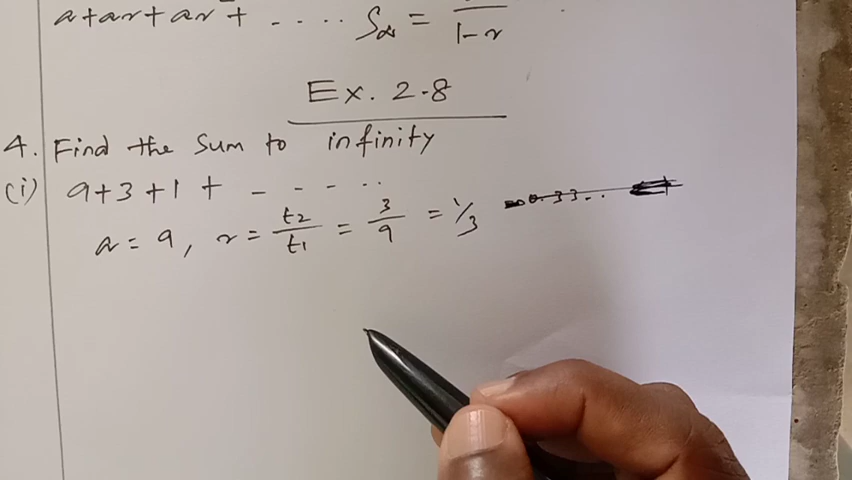 a+ar+ar²+ .... S∞ = /1-r
Ex. 2.8
4. Find the sum to infinity
(i) 9+3+1+ - - - ..
a = 9, r = t2/t1 = 3/9 = 1/3